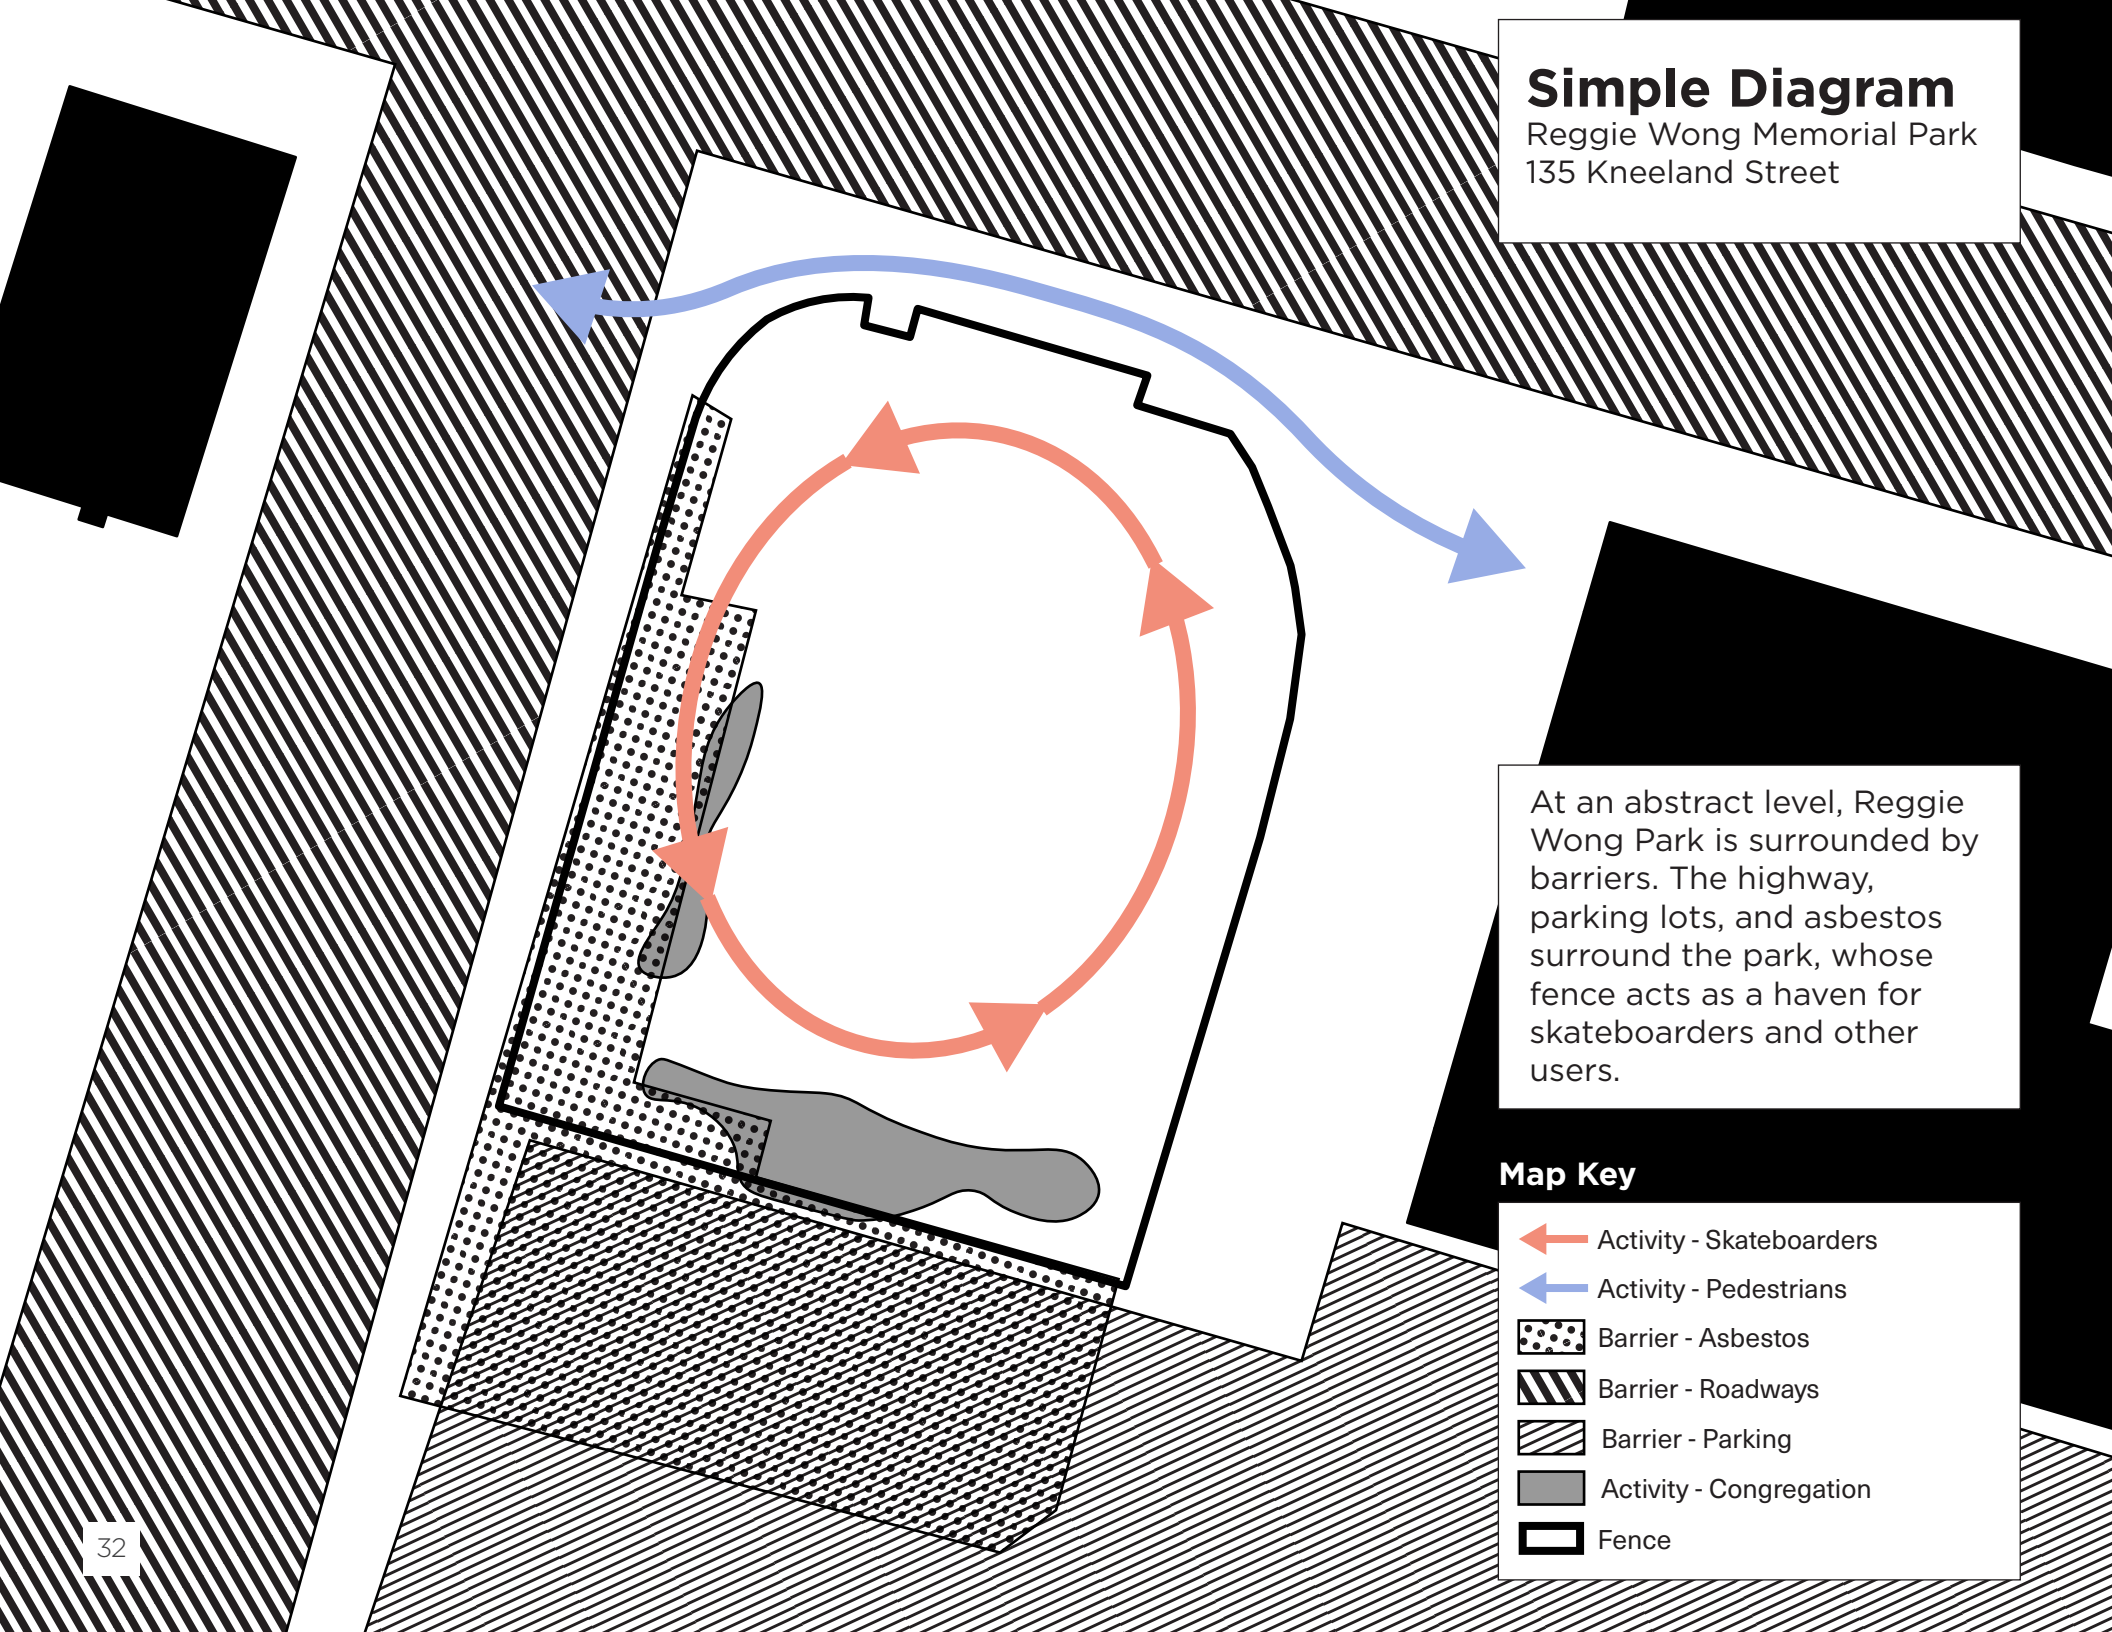 Simple Diagram
Reggie Wong Memorial Park
135 Kneeland Street
At an abstract level, Reggie
Wong Park is surrounded by
barriers. The highway,
parking lots, and asbestos
surround the park, whose
fence acts as a haven for
skateboarders and other
users.
Map Key
Activity - Skateboarders
Activity - Pedestrians
Barrier - Asbestos
Barrier - Roadways
Barrier - Parking
Activity - Congregation
Fence
32